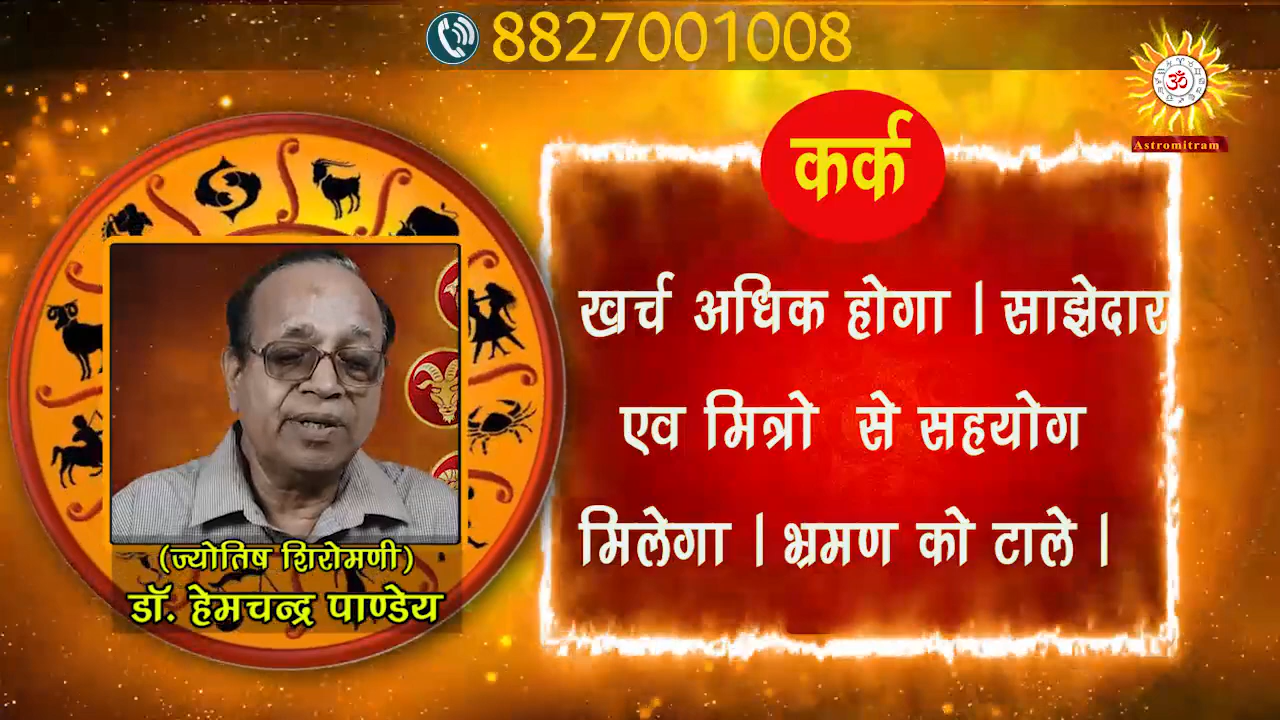 8827001008
Astromitram
कर्क
खर्च अधिक होगा । साझेदार
एव मित्रो से सहयोग
मिलेगा । भ्रमण को टाले ।
(ज्योतिष शिरोमणी)
डॉ. हेमचन्द्र पाण्डेय